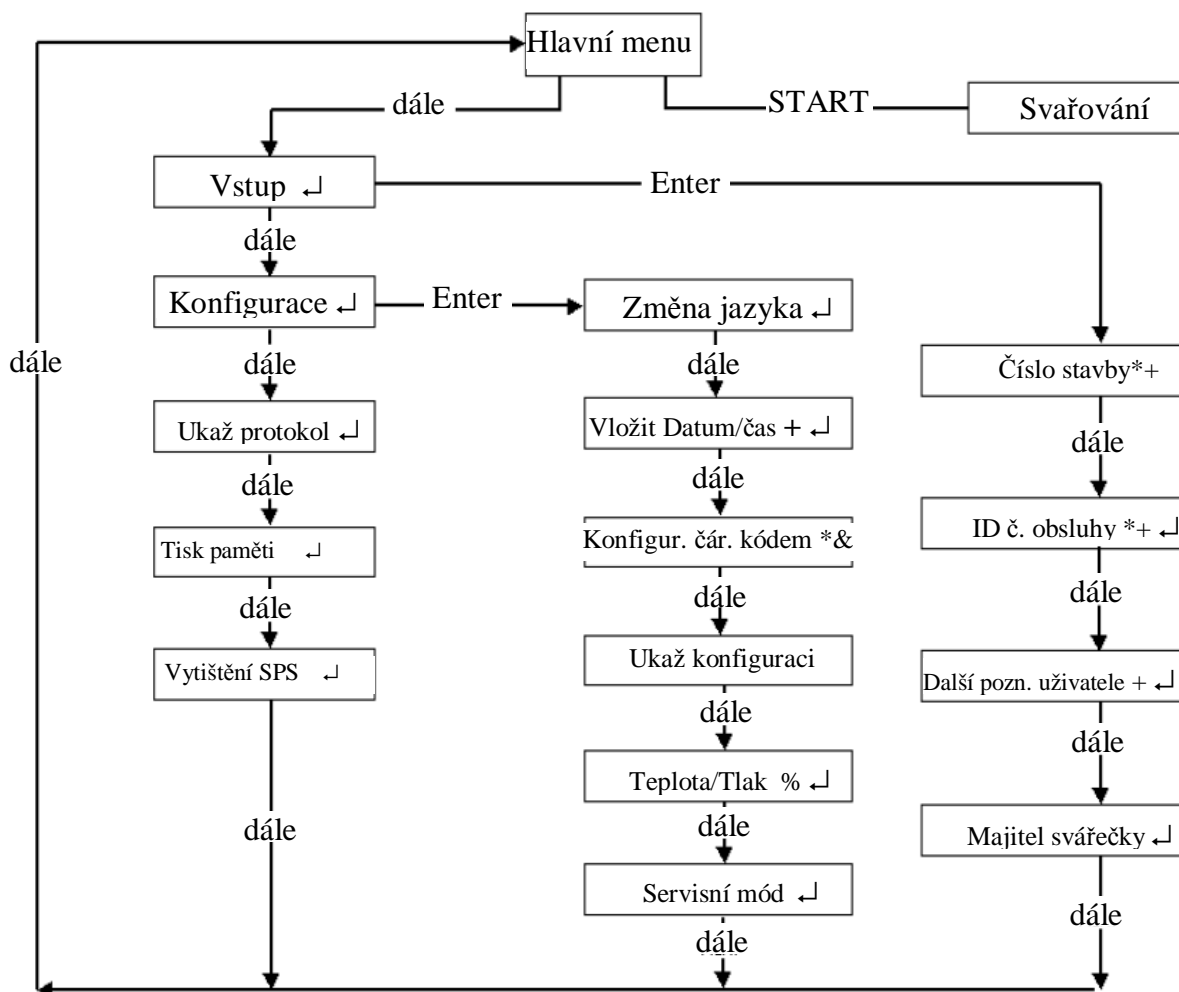 Hlavní menu
dále
START
Svařování
Vstup ↵
Enter
dále
Konfigurace ↵
Enter
Změna jazyka ↵
dále
dále
dále
Číslo stavby*+
Ukaž protokol ↵
Vložit Datum/čas + ↵
dále
dále
dále
Tisk paměti ↵
Konfigur. čár. kódem *&
ID č. obsluhy *+ ↵
dále
dále
dále
Vytištění SPS ↵
Ukaž konfiguraci
Další pozn. uživatele + ↵
dále
dále
Teplota/Tlak % ↵
dále
dále
Majitel svářečky ↵
Servisní mód ↵
dále
dále